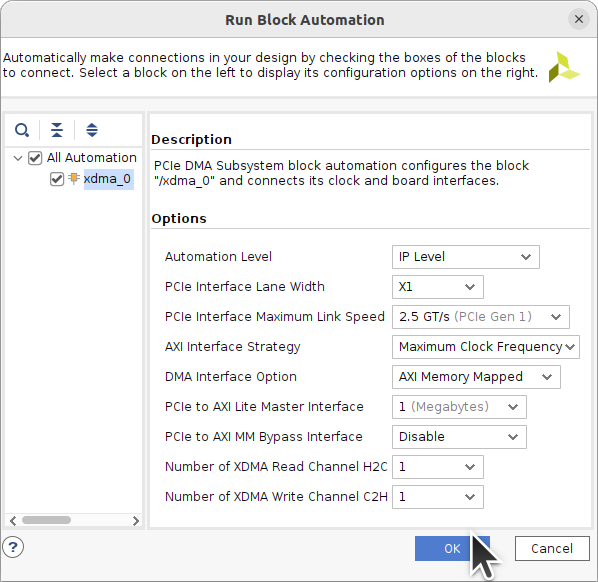 Run Block Automation
Automatically make connections in your design by checking the boxes of the blocks
to connect. Select a block on the left to display its configuration options on the right.
All Automation
xdma_0
Description
PCIe DMA Subsystem block automation configures the block
"/xdma_0" and connects its clock and board interfaces.
Options
Automation Level IP Level
PCIe Interface Lane Width X1
PCIe Interface Maximum Link Speed 2.5 GT/s (PCIe Gen 1)
AXI Interface Strategy Maximum Clock Frequency
DMA Interface Option AXI Memory Mapped
PCIe to AXI Lite Master Interface 1 (Megabytes)
PCIe to AXI MM Bypass Interface Disable
Number of XDMA Read Channel H2C 1
Number of XDMA Write Channel C2H 1
?
OK
Cancel